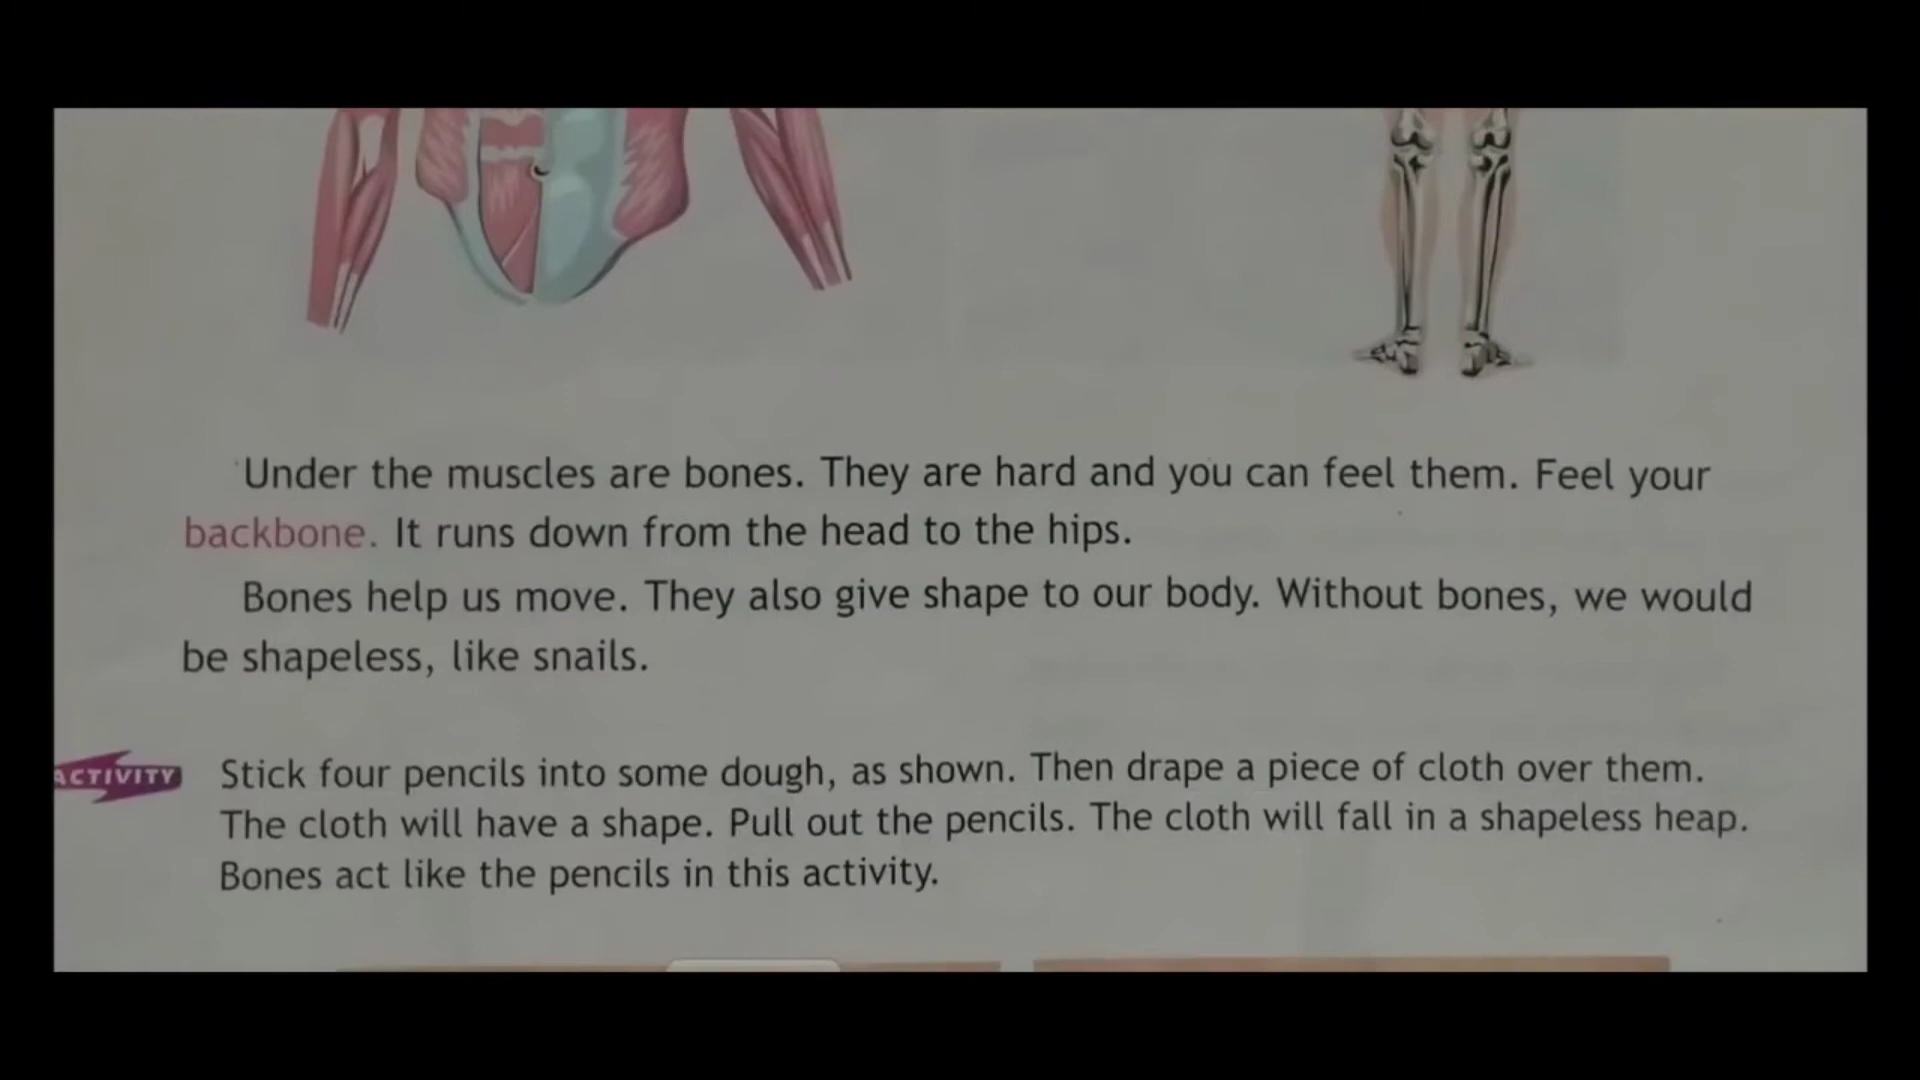 Under the muscles are bones. They are hard and you can feel them. Feel your
backbone. It runs down from the head to the hips.
Bones help us move. They also give shape to our body. Without bones, we would
be shapeless, like snails.
ACTIVITY
Stick four pencils into some dough, as shown. Then drape a piece of cloth over them.
The cloth will have a shape. Pull out the pencils. The cloth will fall in a shapeless heap.
Bones act like the pencils in this activity.